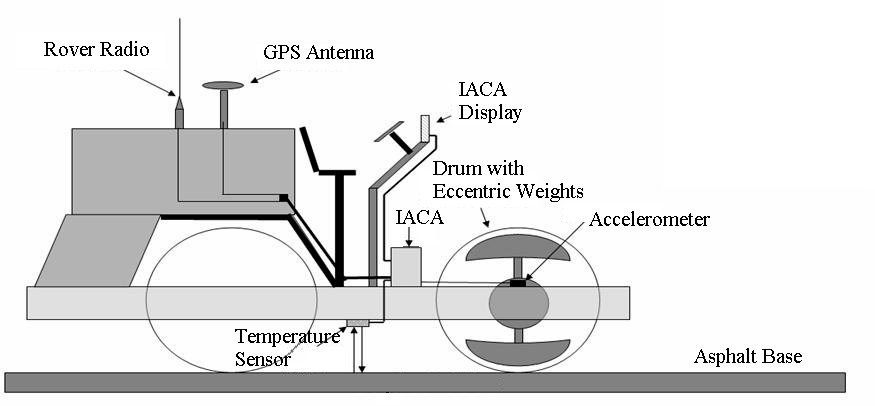 Rover Radio
GPS Antenna
IACA
Display
Drum with
Eccentric Weights
IACA
Accelerometer
Temperature
Sensor
Asphalt Base